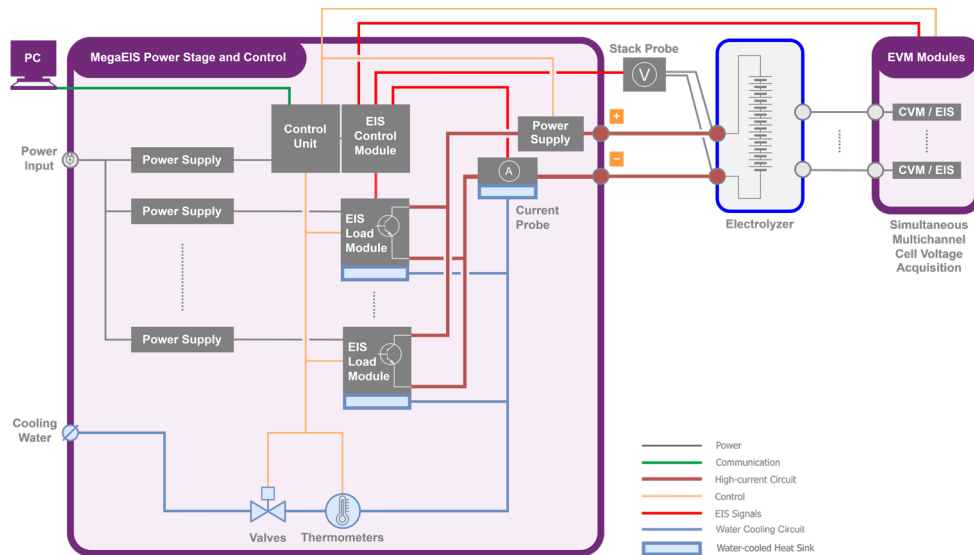 PC
MegaEIS Power Stage and Control
Stack Probe
V
EVM Modules
Control
Unit
EIS
Control
Module
+
Power
Supply
CVM / EIS
Power
Input
Power Supply
−
A
CVM / EIS
Current
Probe
Power Supply
EIS
Load
Module
Electrolyzer
Simultaneous
Multichannel
Cell Voltage
Acquisition
Power Supply
EIS
Load
Module
Cooling
Water
Valves
Thermometers
Power
Communication
High-current Circuit
Control
EIS Signals
Water Cooling Circuit
Water-cooled Heat Sink